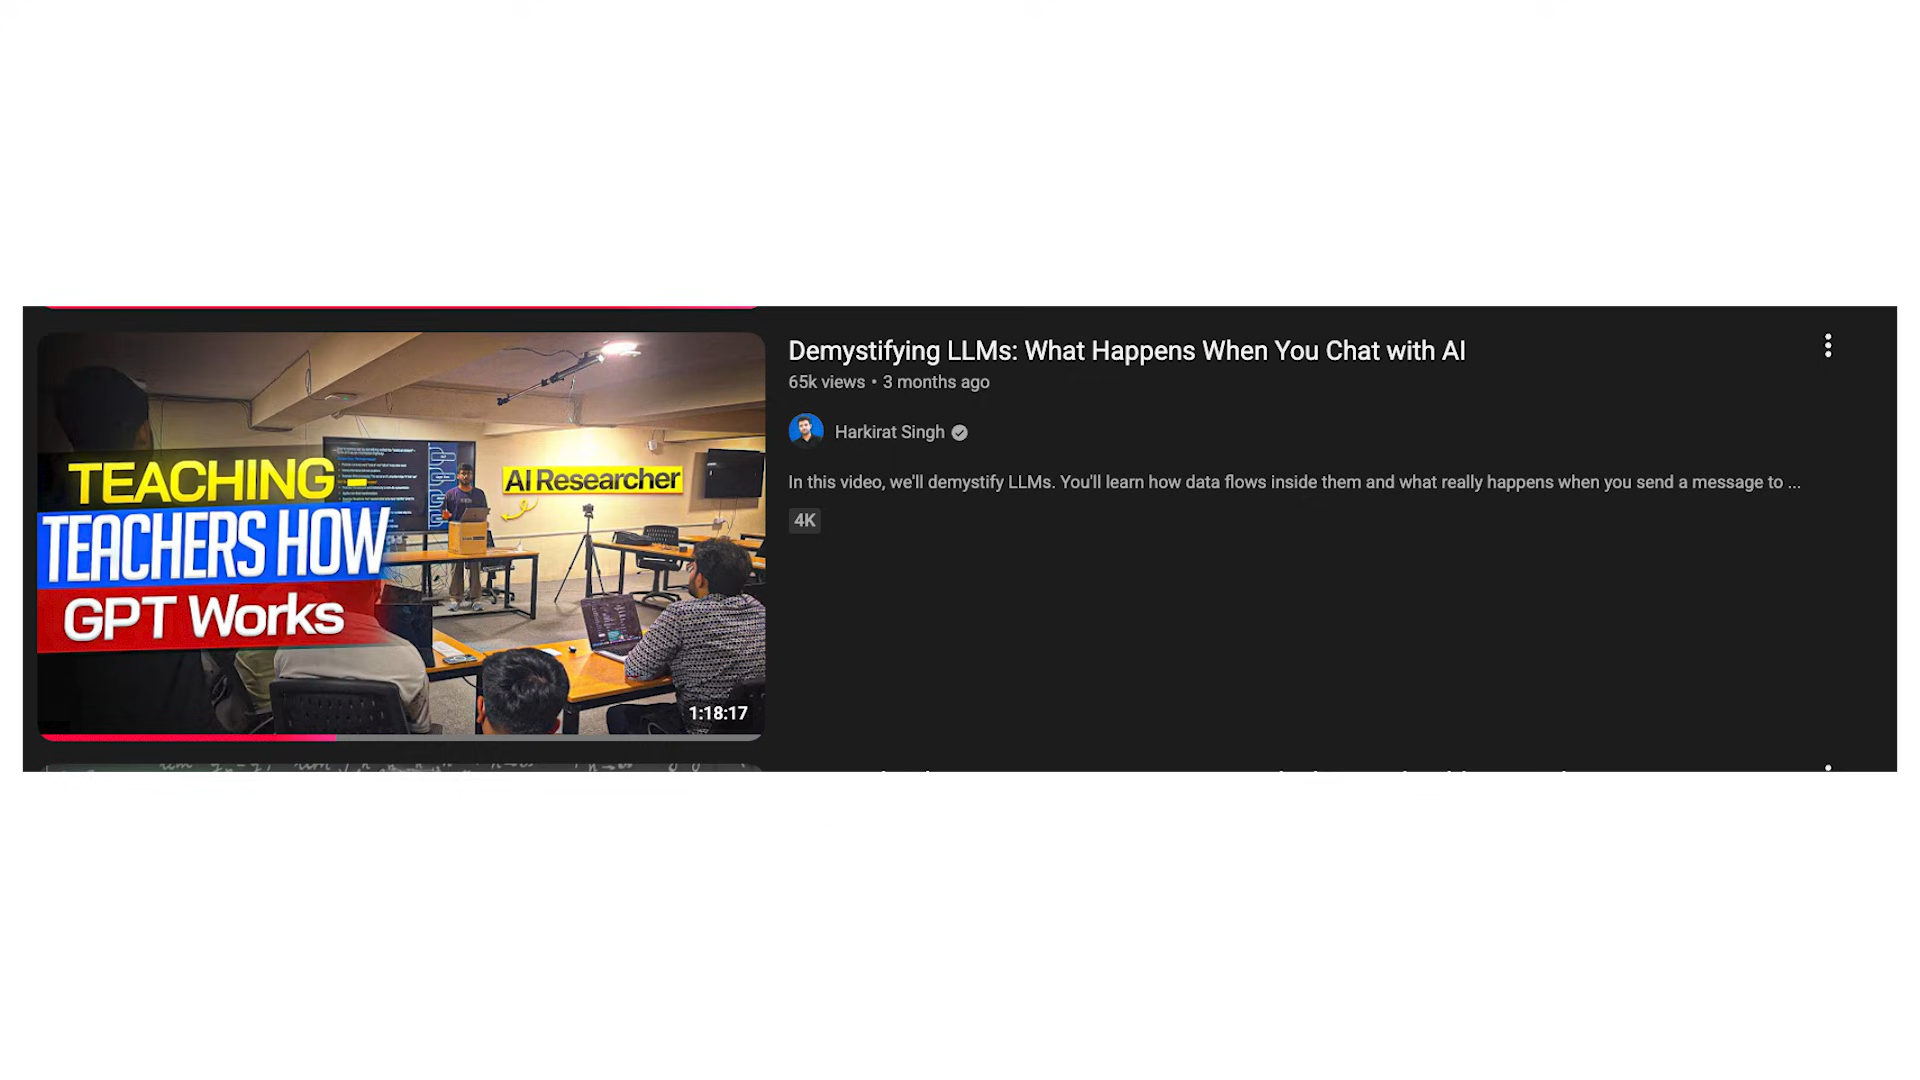 Demystifying LLMs: What Happens When You Chat with AI
65k views • 3 months ago
Harkirat Singh
In this video, we'll demystify LLMs. You'll learn how data flows inside them and what really happens when you send a message to ...
4K
TEACHING
TEACHERS HOW
GPT Works
AI Researcher
1:18:17